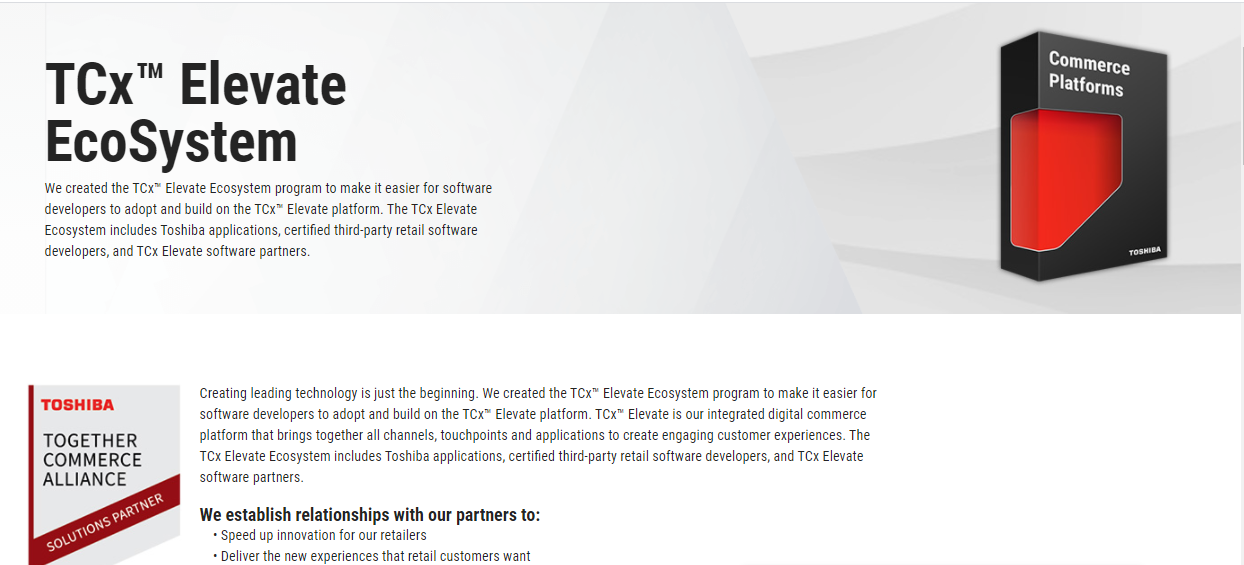 TCx™ Elevate
EcoSystem
We created the TCx™ Elevate Ecosystem program to make it easier for software
developers to adopt and build on the TCx™ Elevate platform. The TCx Elevate
Ecosystem includes Toshiba applications, certified third-party retail software
developers, and TCx Elevate software partners.
Commerce
Platforms
TOSHIBA
TOSHIBA
TOGETHER
COMMERCE
ALLIANCE
SOLUTIONS PARTNER
Creating leading technology is just the beginning. We created the TCx™ Elevate Ecosystem program to make it easier for
software developers to adopt and build on the TCx™ Elevate platform. TCx™ Elevate is our integrated digital commerce
platform that brings together all channels, touchpoints and applications to create engaging customer experiences. The
TCx Elevate Ecosystem includes Toshiba applications, certified third-party retail software developers, and TCx Elevate
software partners.
We establish relationships with our partners to:
• Speed up innovation for our retailers
• Deliver the new experiences that retail customers want